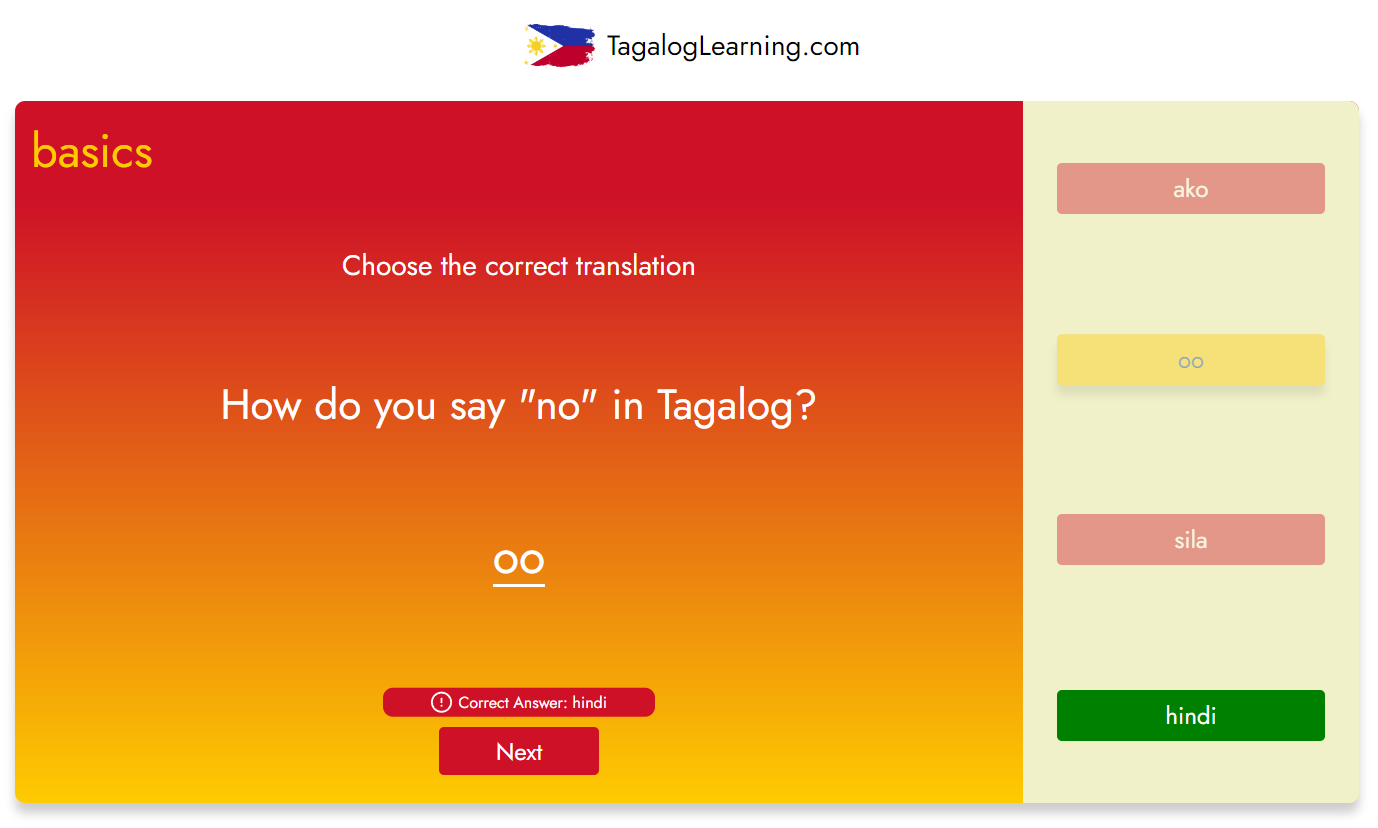 TagalogLearning.com
basics
Choose the correct translation
How do you say "no" in Tagalog?
oo
Correct Answer: hindi
Next
ako
oo
sila
hindi